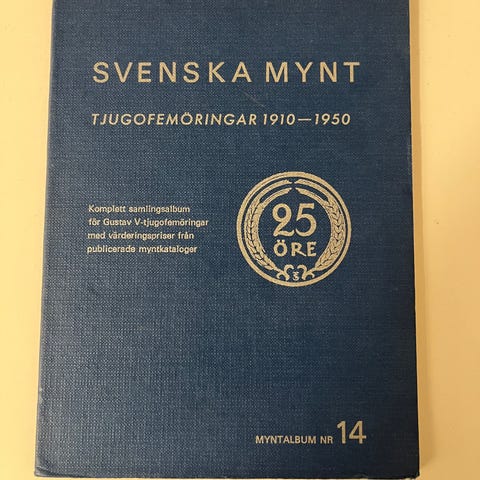 SVENSKA MYNT
TJUGOFEMÖRINGAR 1910—1950
Komplett samlingsalbum
för Gustav V-tjugofemöringar
med värderingspriser från
publicerade myntkataloger
25
ÖRE
MYNTALBUM NR 14